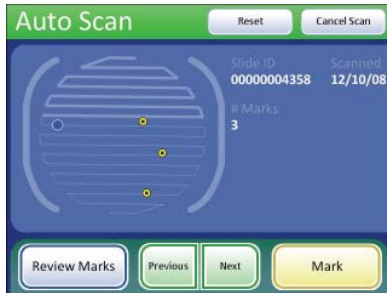 Auto Scan
Reset
Cancel Scan
Slide ID
Scanned
00000004358
12/10/08
# Marks
3
Review Marks
Previous
Next
Mark